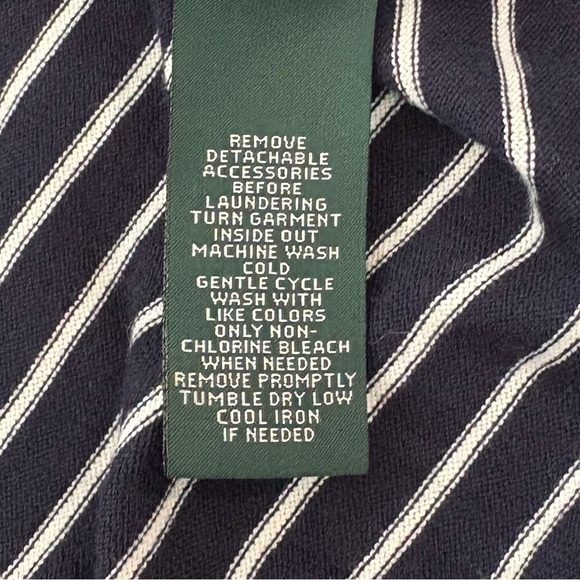 REMOVE
DETACHABLE
ACCESSORIES
BEFORE
LAUNDERING
TURN GARMENT
INSIDE OUT
MACHINE WASH
COLD
GENTLE CYCLE
WASH WITH
LIKE COLORS
ONLY NON-
CHLORINE BLEACH
WHEN NEEDED
REMOVE PROMPTLY
TUMBLE DRY LOW
COOL IRON
IF NEEDED